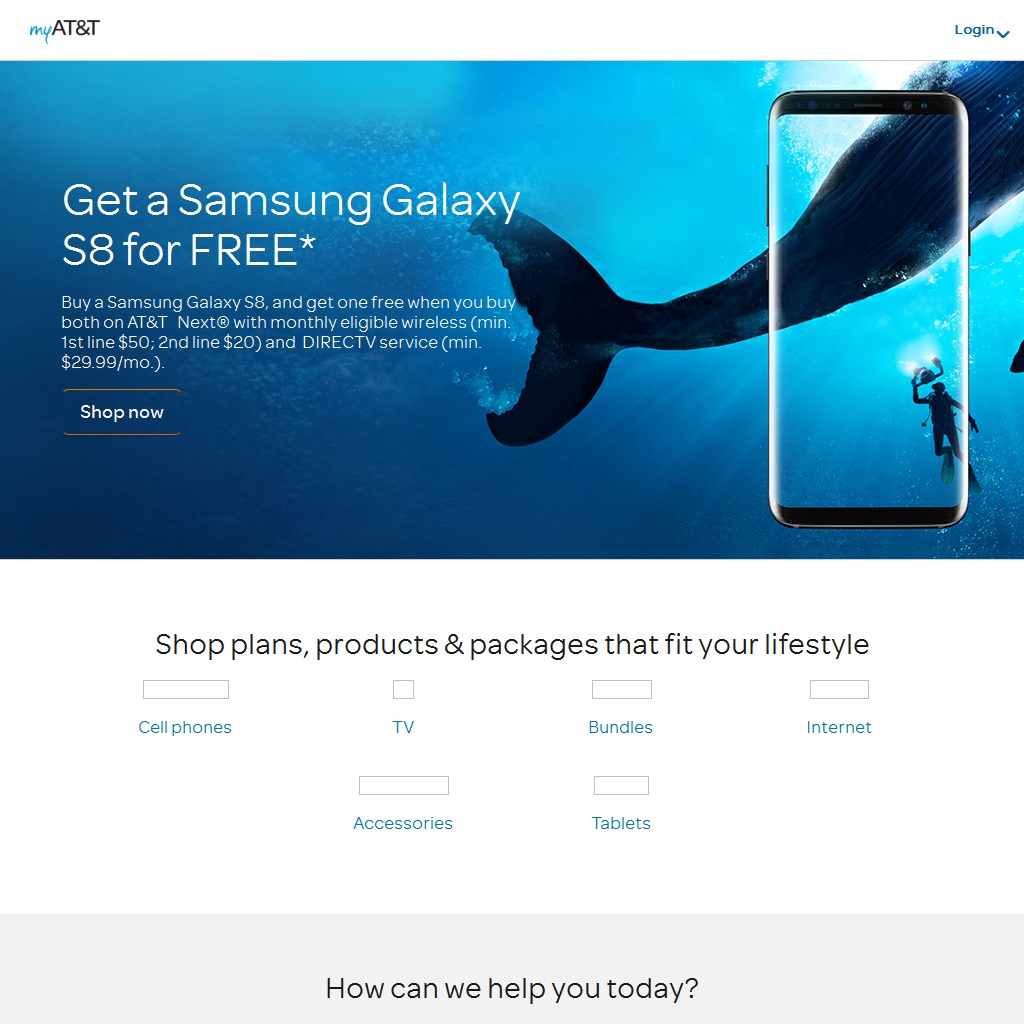 myAT&T
Login
Get a Samsung Galaxy
S8 for FREE*
Buy a Samsung Galaxy S8, and get one free when you buy
both on AT&T Next® with monthly eligible wireless (min.
1st line $50; 2nd line $20) and DIRECTV service (min.
$29.99/mo.).
Shop now
Shop plans, products & packages that fit your lifestyle
Cell phones
TV
Bundles
Internet
Accessories
Tablets
How can we help you today?